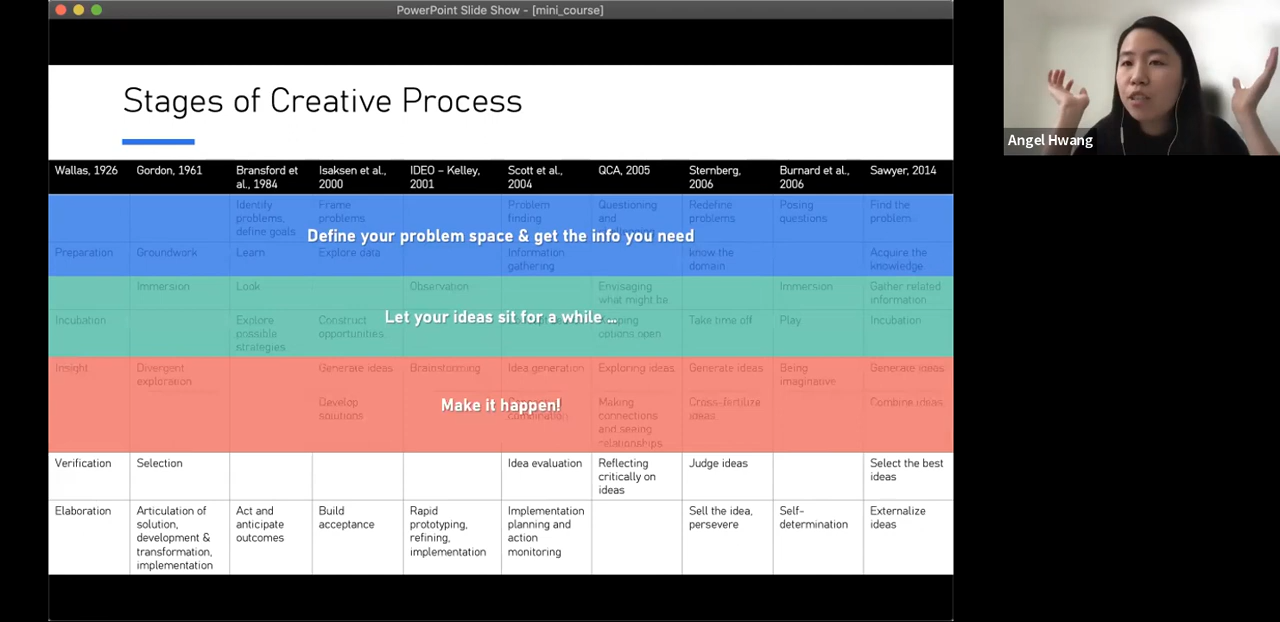 PowerPoint Slide Show - [mini_course]
Angel Hwang
Stages of Creative Process
Wallas, 1926
Gordon, 1961
Bransford et
al., 1984
Isaksen et al.,
2000
IDEO – Kelley,
2001
Scott et al.,
2004
QCA, 2005
Sternberg,
2006
Burnard et al.,
2006
Sawyer, 2014
Identify
problems,
define goals
Frame
problems
Problem
finding
Questioning
and
Redefine
problems
Posing
questions
Find the
problem
Define your problem space & get the info you need
Preparation
Groundwork
Learn
Explore data
Information
gathering
know the
domain
Acquire the
knowledge
Immersion
Look
Observation
Envisaging
what might be
Immersion
Gather related
information
Let your ideas sit for a while ...
Incubation
Explore
possible
strategies
Construct
opportunities
options open
Take time off
Play
Incubation
Insight
Divergent
exploration
Generate ideas
Brainstorming
Idea generation
Exploring ideas
Generate ideas
Being
imaginative
Generate ideas
Make it happen!
Develop
solutions
Making
connections
and seeing
relationships
Cross-fertilize
ideas
Combine ideas
Verification
Selection
Idea evaluation
Reflecting
critically on
ideas
Judge ideas
Select the best
ideas
Elaboration
Articulation of
solution,
development &
transformation,
implementation
Act and
anticipate
outcomes
Build
acceptance
Rapid
prototyping,
refining,
implementation
Implementation
planning and
action
monitoring
Sell the idea,
persevere
Self-
determination
Externalize
ideas